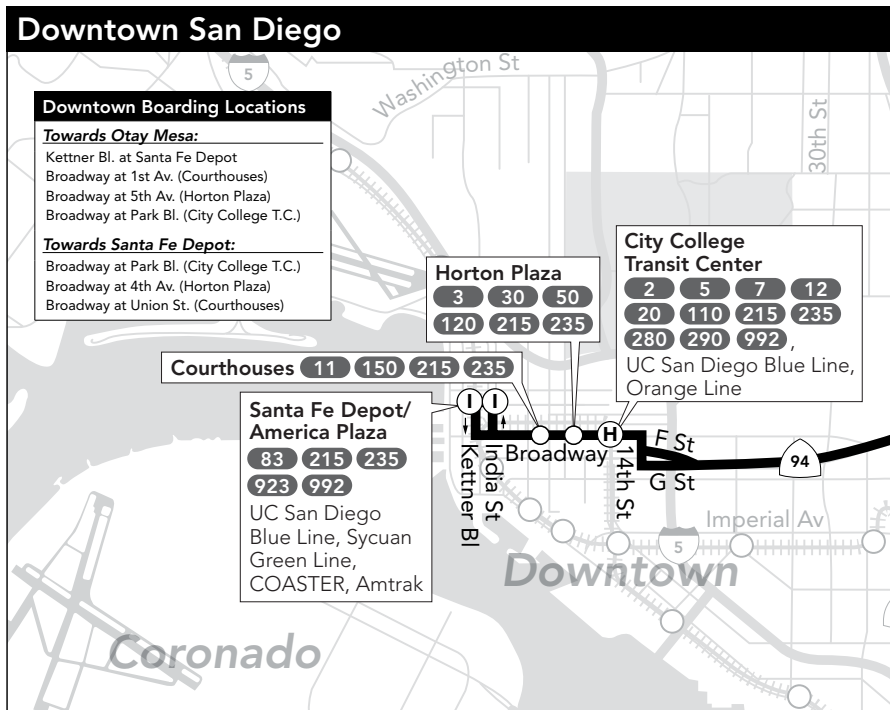 Downtown San Diego
5
Washington St
30th St
Downtown Boarding Locations
Towards Otay Mesa:
Kettner Bl. at Santa Fe Depot
Broadway at 1st Av. (Courthouses)
Broadway at 5th Av. (Horton Plaza)
Broadway at Park Bl. (City College T.C.)
Towards Santa Fe Depot:
Broadway at Park Bl. (City College T.C.)
Broadway at 4th Av. (Horton Plaza)
Broadway at Union St. (Courthouses)
Horton Plaza
3 30 50
120 215 235
City College
Transit Center
2 5 7 12
20 110 215 235
280 290 992 ,
UC San Diego Blue Line,
Orange Line
Courthouses 11 150 215 235
Santa Fe Depot/
America Plaza
83 215 235
923 992
UC San Diego
Blue Line, Sycuan
Green Line,
COASTER, Amtrak
I I
H
Kettner Bl
India St
Broadway
14th St
F St
G St
94
Imperial Av
5
Downtown
Coronado